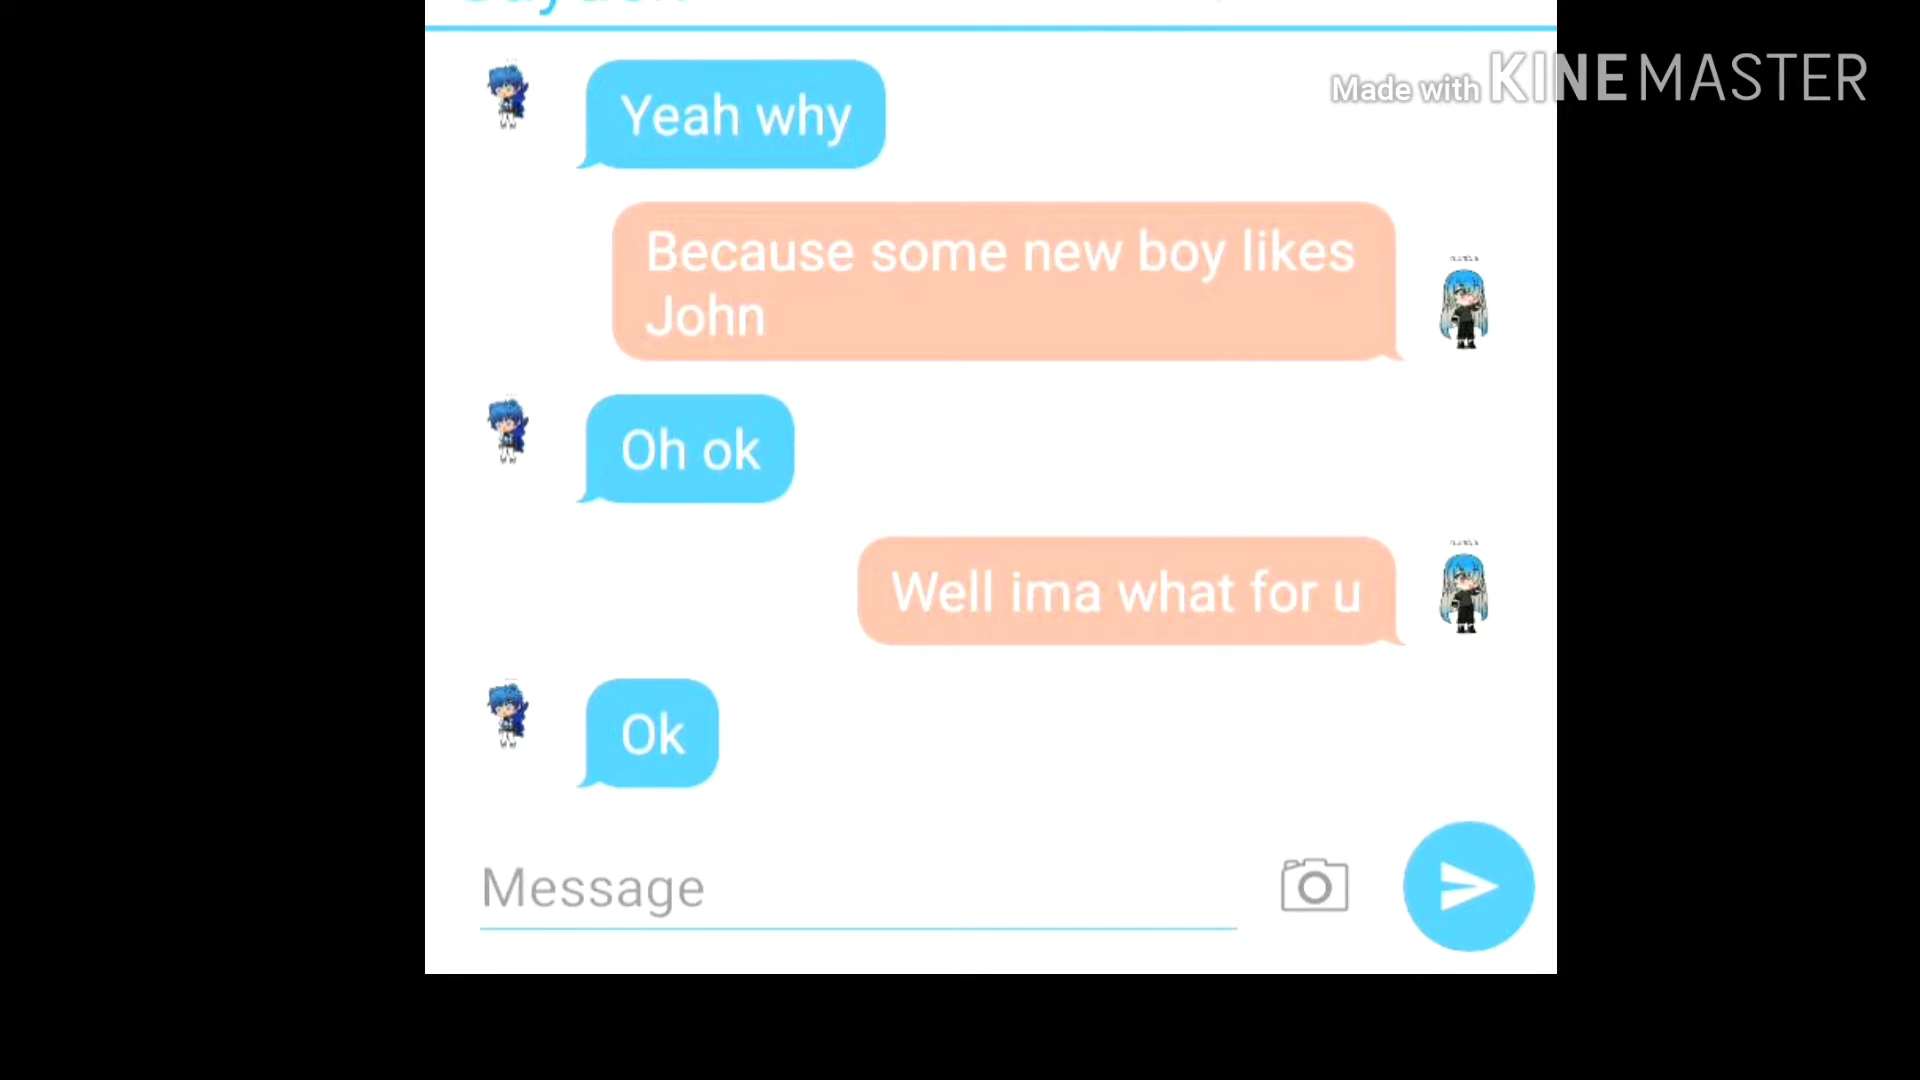 Made with KINEMASTER
Yeah why
Because some new boy likes
John
Oh ok
Well ima what for u
Ok
Message